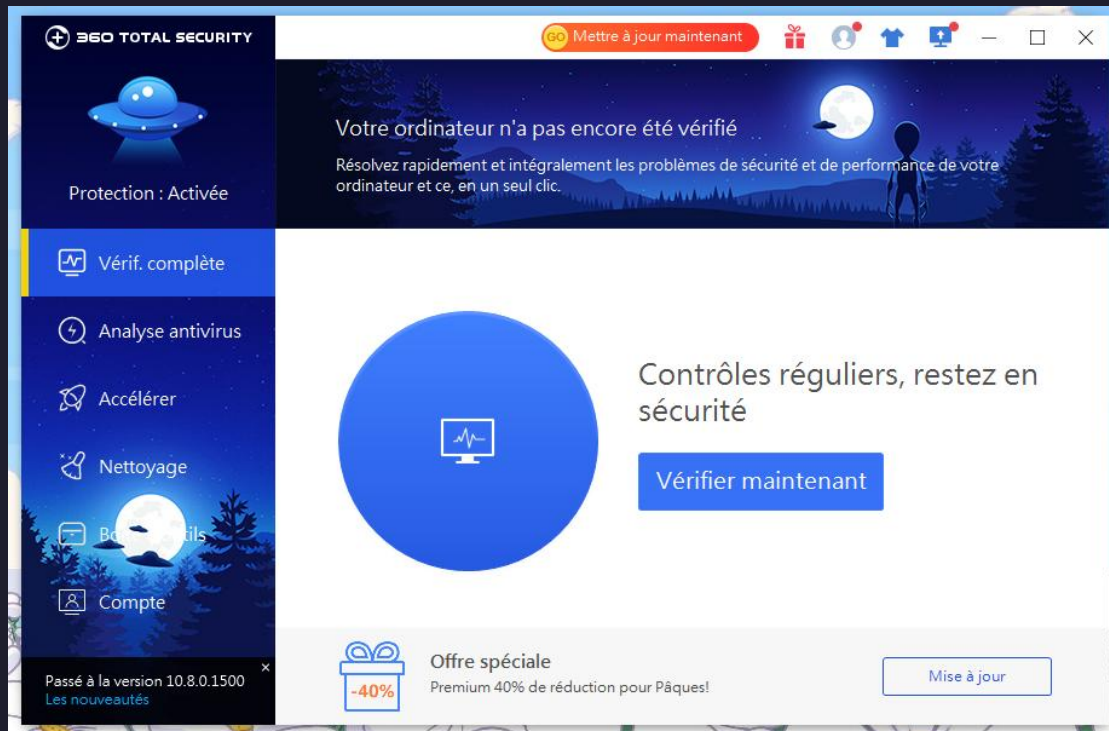 360 TOTAL SECURITY
GO Mettre à jour maintenant
Protection : Activée
Votre ordinateur n'a pas encore été vérifié
Résolvez rapidement et intégralement les problèmes de sécurité et de performance de votre
ordinateur et ce, en un seul clic.
Vérif. complète
Analyse antivirus
Accélérer
Nettoyage
Compte
Passé à la version 10.8.0.1500
Les nouveautés
Contrôles réguliers, restez en
sécurité
Vérifier maintenant
-40%
Offre spéciale
Premium 40% de réduction pour Pâques!
Mise à jour